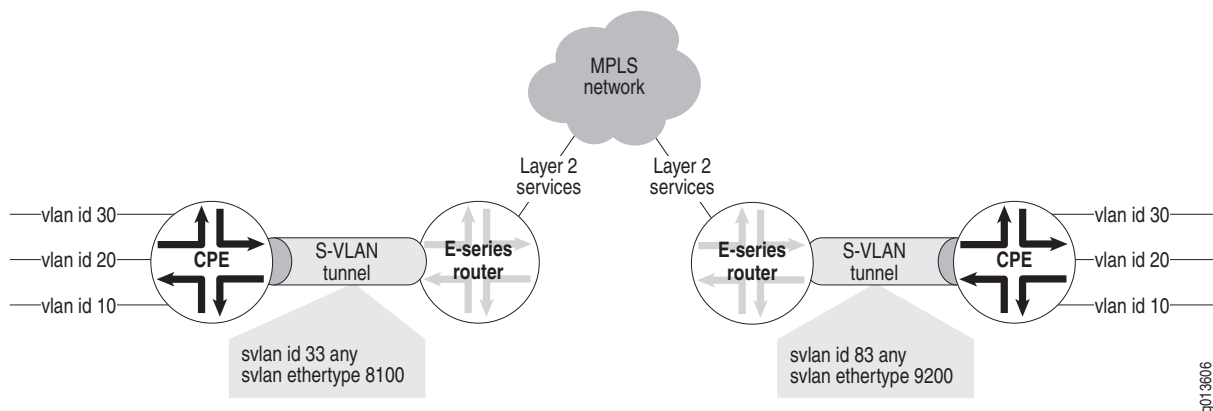 MPLS
network
Layer 2
services
Layer 2
services
vlan id 30
vlan id 20
vlan id 10
CPE
S-VLAN
tunnel
E-series
router
E-series
router
S-VLAN
tunnel
CPE
vlan id 30
vlan id 20
vlan id 10
svlan id 33 any
svlan ethertype 8100
svlan id 83 any
svlan ethertype 9200
g013606